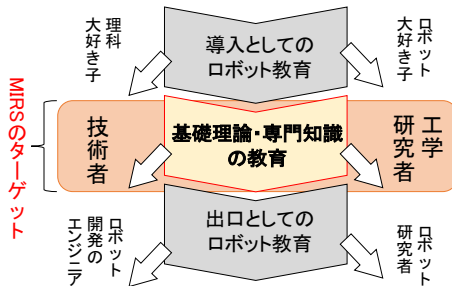 理科
大好き子
導入としての
ロボット教育
ロボット
大好き子
MIRSのターゲット
技術者
基礎理論・専門知識
の教育
工学
研究者
ロボット
開発の
エンジニア
出口としての
ロボット教育
ロボット
研究者